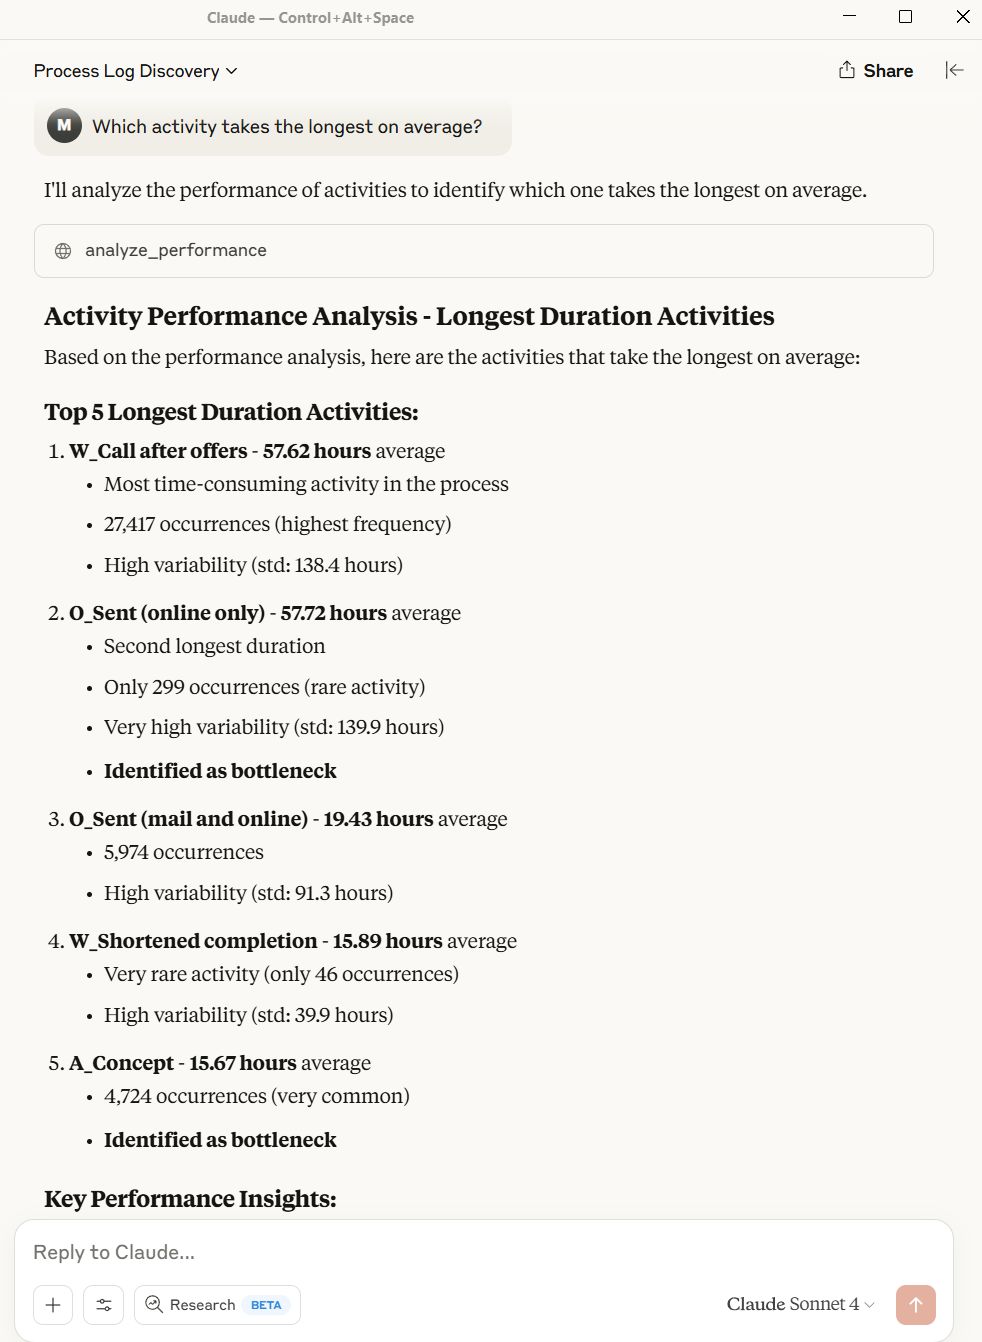 Claude — Control+Alt+Space
Process Log Discovery
Share
M
Which activity takes the longest on average?
I'll analyze the performance of activities to identify which one takes the longest on average.
analyze_performance
Activity Performance Analysis - Longest Duration Activities
Based on the performance analysis, here are the activities that take the longest on average:
Top 5 Longest Duration Activities:
1. W_Call after offers - 57.62 hours average
• Most time-consuming activity in the process
• 27,417 occurrences (highest frequency)
• High variability (std: 138.4 hours)
2. O_Sent (online only) - 57.72 hours average
• Second longest duration
• Only 299 occurrences (rare activity)
• Very high variability (std: 139.9 hours)
• Identified as bottleneck
3. O_Sent (mail and online) - 19.43 hours average
• 5,974 occurrences
• High variability (std: 91.3 hours)
4. W_Shortened completion - 15.89 hours average
• Very rare activity (only 46 occurrences)
• High variability (std: 39.9 hours)
5. A_Concept - 15.67 hours average
• 4,724 occurrences (very common)
• Identified as bottleneck
Key Performance Insights:
Reply to Claude...
Research BETA
Claude Sonnet 4